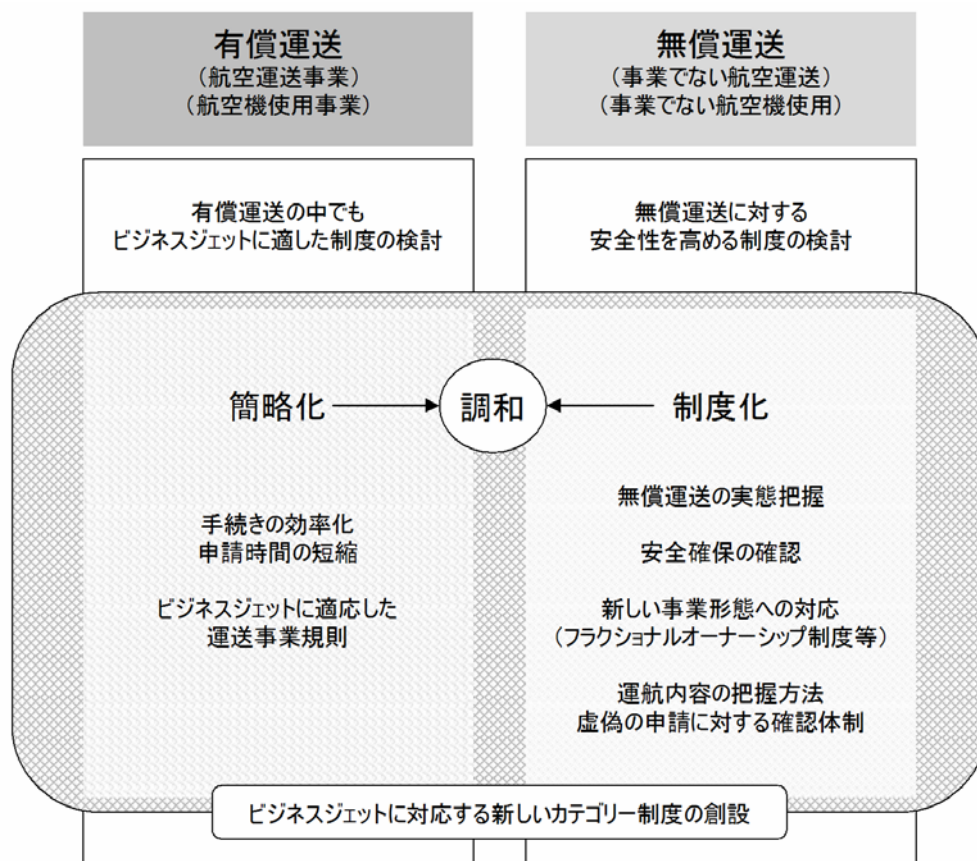 有償運送
（航空運送事業）
（航空機使用事業）
無償運送
（事業でない航空運送）
（事業でない航空機使用）
有償運送の中でも
ビジネスジェットに適した制度の検討
無償運送に対する
安全性を高める制度の検討
簡略化
調和
制度化
手続きの効率化
申請時間の短縮
ビジネスジェットに適応した
運送事業規則
無償運送の実態把握
安全確保の確認
新しい事業形態への対応
（フラクショナルオーナーシップ制度等）
運航内容の把握方法
虚偽の申請に対する確認体制
ビジネスジェットに対応する新しいカテゴリー制度の創設